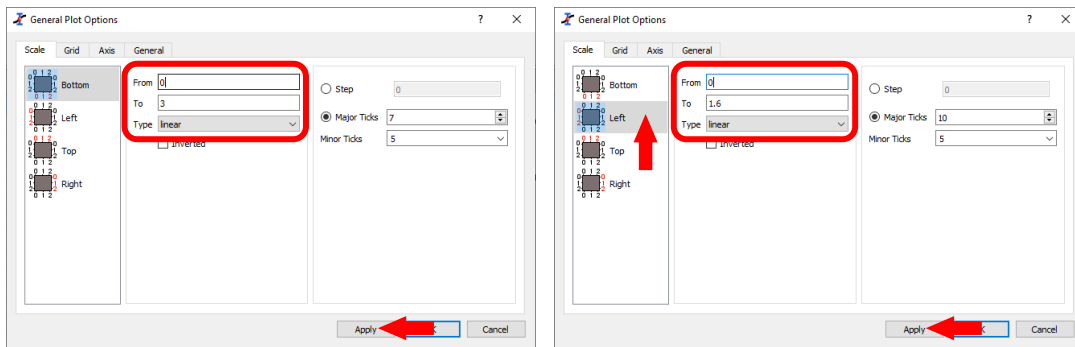 General Plot Options ? ×
Scale Grid Axis General
Bottom
Left
Top
Right
From 0
To 3
Type linear
Inverted
Step 0
Major Ticks 7
Minor Ticks 5
Apply Cancel
General Plot Options ? ×
Scale Grid Axis General
Bottom
Left
Top
Right
From 0
To 1.6
Type linear
Inverted
Step 0
Major Ticks 10
Minor Ticks 5
Apply Cancel